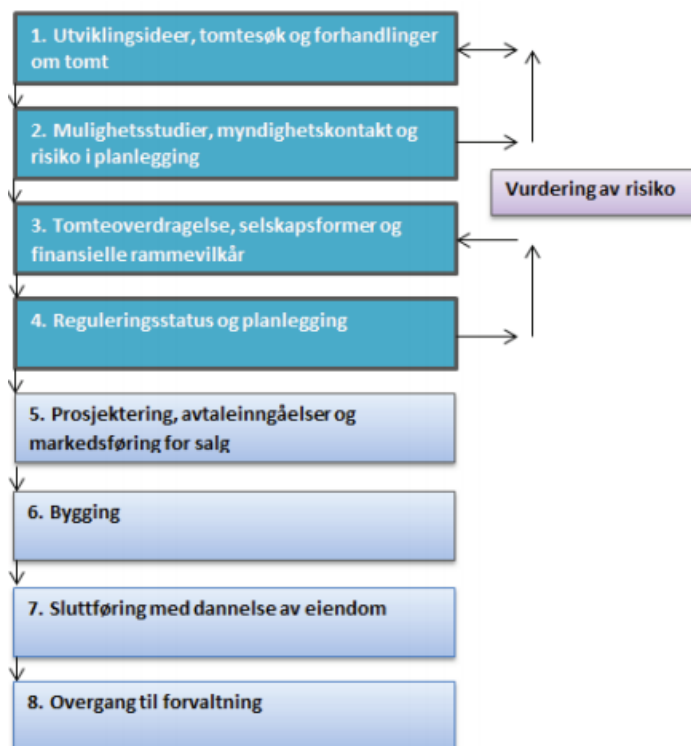 1. Utviklingsideer, tomtesøk og forhandlinger
om tomt
2. Mulighetsstudier, myndighetskontakt og
risiko i planlegging
Vurdering av risiko
3. Tomteoverdragelse, selskapsformer og
finansielle rammevilkår
4. Reguleringsstatus og planlegging
5. Prosjektering, avtaleinngåelser og
markedsføring for salg
6. Bygging
7. Sluttføring med dannelse av eiendom
8. Overgang til forvaltning